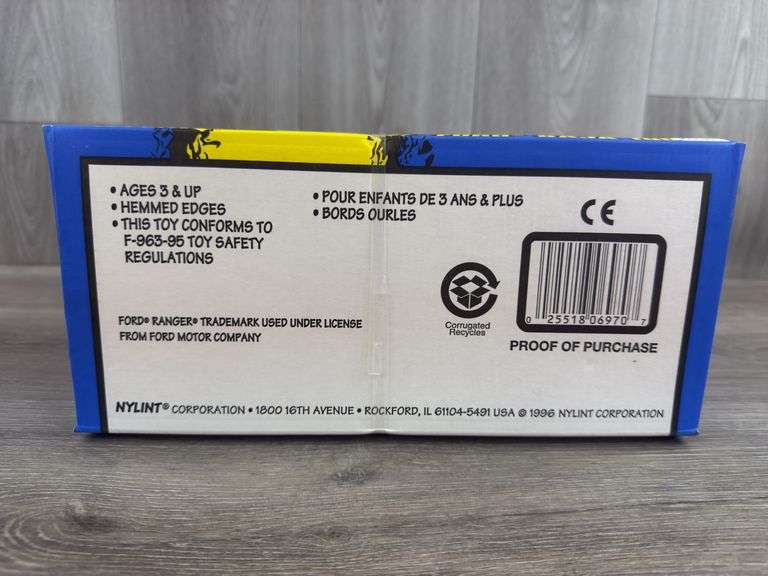 • AGES 3 & UP
• HEMMED EDGES
• THIS TOY CONFORMS TO
F-963-95 TOY SAFETY
REGULATIONS
• POUR ENFANTS DE 3 ANS & PLUS
• BORDS OURLES
CE
Corrugated
Recycles
0 25518 06970 7
PROOF OF PURCHASE
FORD® RANGER® TRADEMARK USED UNDER LICENSE
FROM FORD MOTOR COMPANY
NYLINT® CORPORATION • 1800 16TH AVENUE • ROCKFORD, IL 61104-5491 USA © 1996 NYLINT CORPORATION